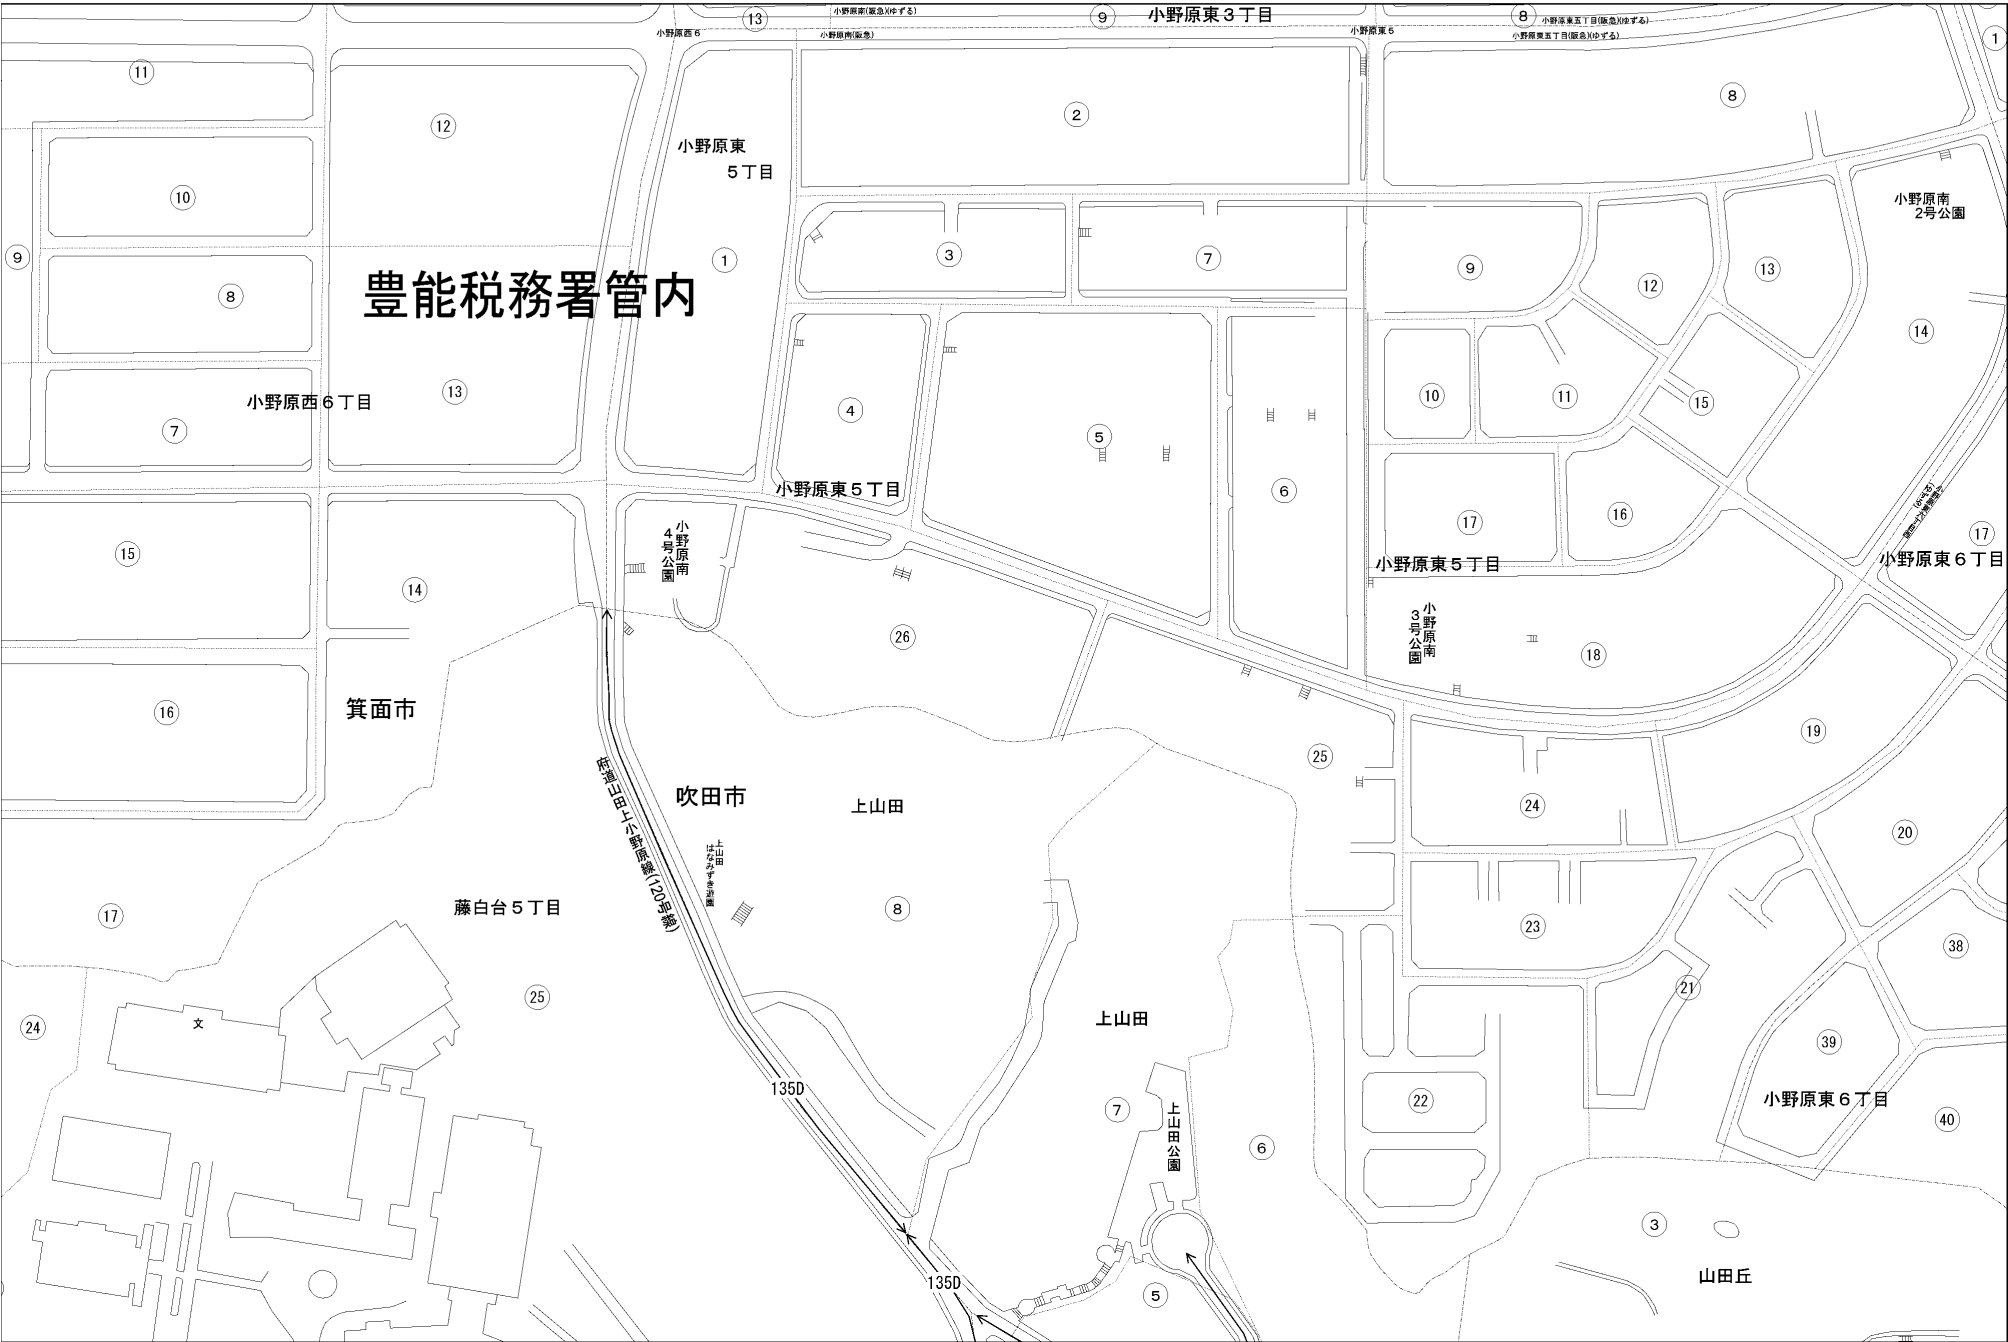 13
小野原南(阪急)(ゆずる)
9
小野原東3丁目
8
小野原東五丁目(阪急)(ゆずる)
小野原西6
小野原南(阪急)
小野原東5
小野原東五丁目(阪急)(ゆずる)
1
11
12
2
8
小野原東
5丁目
10
小野原南
2号公園
9
1
3
7
9
12
13
8
豊能税務署管内
14
小野原西6丁目
13
7
4
5
10
11
15
6
小野原東5丁目
17
16
15
小野原南
4号公園
17
小野原東5丁目
小野原東6丁目
14
26
小野原南
3号公園
18
16
箕面市
25
19
府道山田上小野原線(120号線)
吹田市
上山田
24
20
上山田
はなみずき遊園
17
藤白台5丁目
8
23
38
25
21
24
文
上山田
39
135D
7
上山田公園
22
小野原東6丁目
40
6
3
135D
5
山田丘